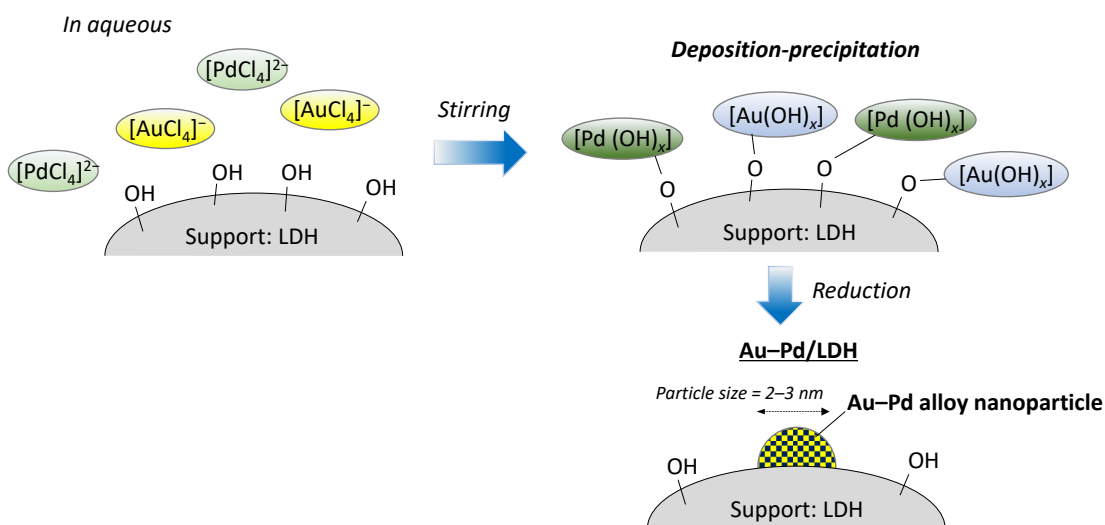 In aqueous
[PdCl₄]²⁻
[AuCl₄]⁻
[AuCl₄]⁻
[PdCl₄]²⁻
OH
OH
OH
OH
Support: LDH
Stirring
Deposition-precipitation
[Pd (OH)ₓ]
[Au(OH)ₓ]
[Pd (OH)ₓ]
[Au(OH)ₓ]
O
O
O
O
Support: LDH
Reduction
Au–Pd/LDH
Particle size = 2–3 nm
Au–Pd alloy nanoparticle
OH
OH
Support: LDH